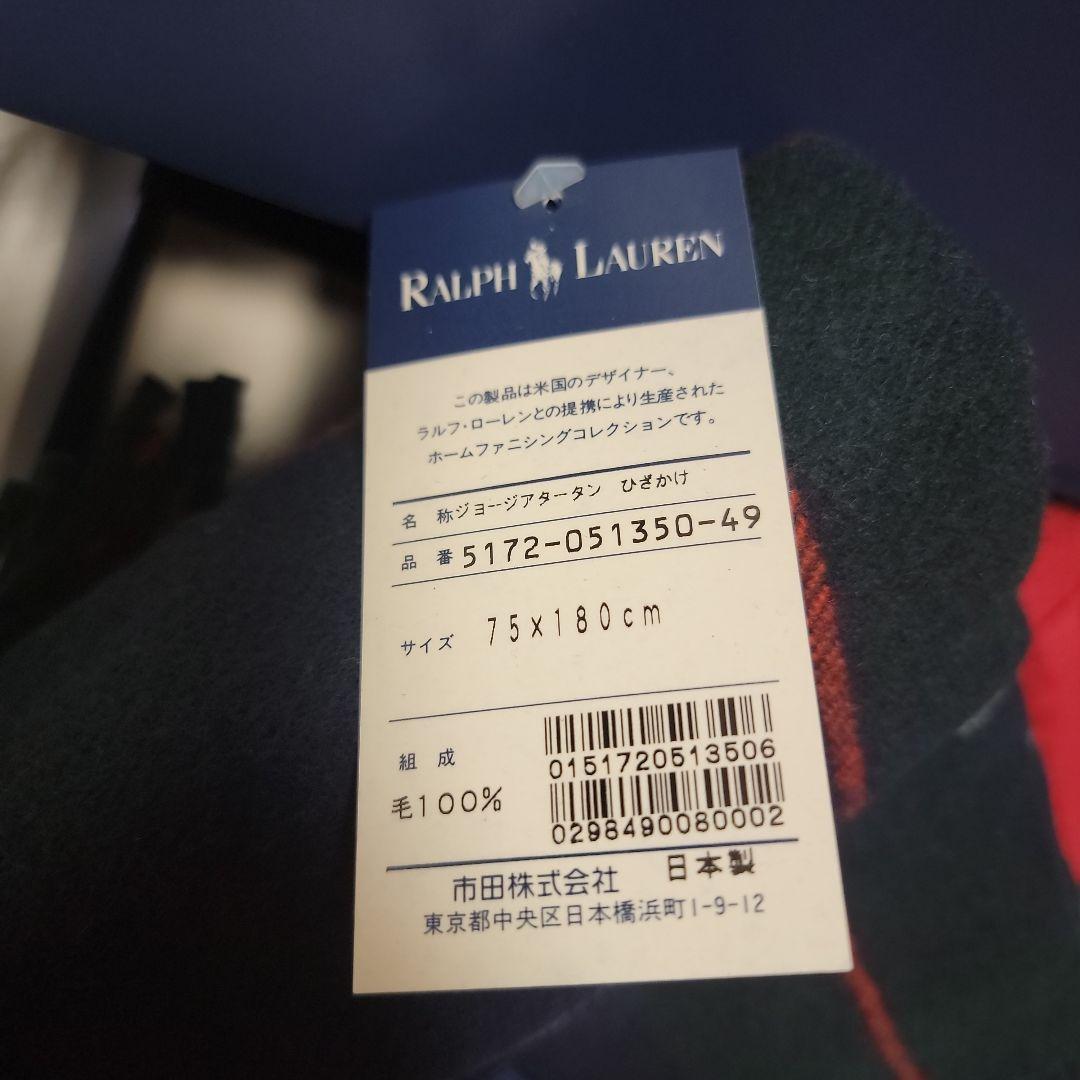 RALPH LAUREN
この製品は米国のデザイナー、
ラルフ・ローレンとの提携により生産された
ホームファニシングコレクションです。
名 称 ジョージアタータン ひざかけ
品 番 5172-051350-49
サイズ 75×180cm
組 成
毛100%
0151720513506
0298490080002
市田株式会社 日本製
東京都中央区日本橋浜町1-9-12